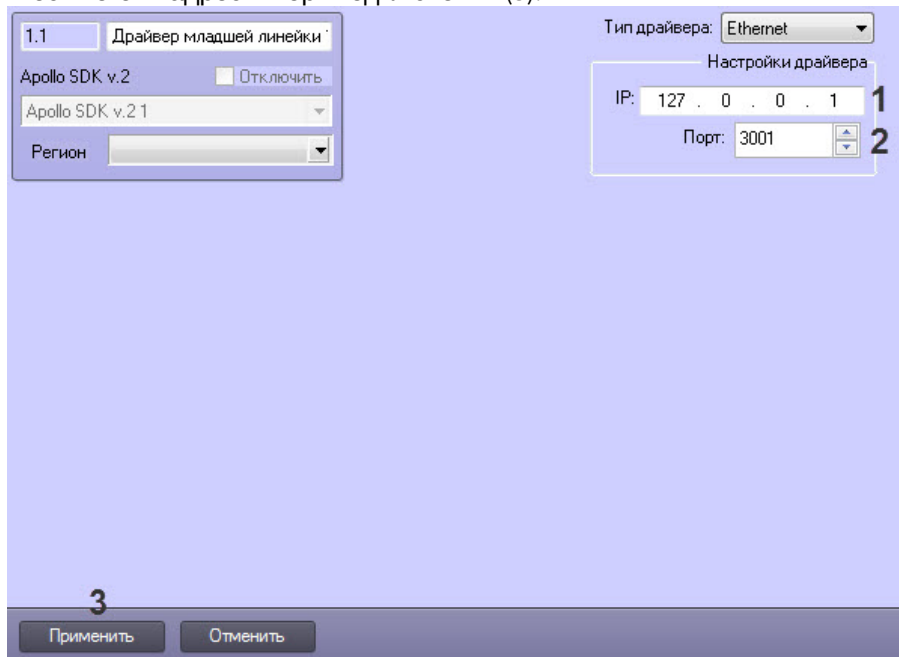 1.1 Драйвер младшей линейки
Apollo SDK v.2 Отключить
Apollo SDK v.2 1
Регион
Тип драйвера: Ethernet
Настройки драйвера
IP: 127 . 0 . 0 . 1 1
Порт: 3001 2
3
Применить Отменить